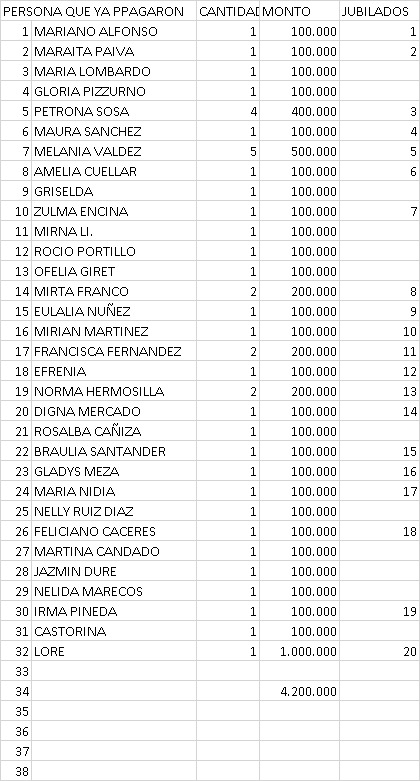 PERSONA QUE YA PPAGARON CANTIDAD MONTO JUBILADOS
1 MARIANO ALFONSO 1 100.000 1
2 MARAITA PAIVA 1 100.000 2
3 MARIA LOMBARDO 1 100.000
4 GLORIA PIZZURNO 1 100.000
5 PETRONA SOSA 4 400.000 3
6 MAURA SANCHEZ 1 100.000 4
7 MELANIA VALDEZ 5 500.000 5
8 AMELIA CUELLAR 1 100.000 6
9 GRISELDA 1 100.000
10 ZULMA ENCINA 1 100.000 7
11 MIRNA LI. 1 100.000
12 ROCIO PORTILLO 1 100.000
13 OFELIA GIRET 1 100.000
14 MIRTA FRANCO 2 200.000 8
15 EULALIA NUÑEZ 1 100.000 9
16 MIRIAN MARTINEZ 1 100.000 10
17 FRANCISCA FERNANDEZ 2 200.000 11
18 EFRENIA 1 100.000 12
19 NORMA HERMOSILLA 2 200.000 13
20 DIGNA MERCADO 1 100.000 14
21 ROSALBA CAÑIZA 1 100.000
22 BRAULIA SANTANDER 1 100.000 15
23 GLADYS MEZA 1 100.000 16
24 MARIA NIDIA 1 100.000 17
25 NELLY RUIZ DIAZ 1 100.000
26 FELICIANO CACERES 1 100.000 18
27 MARTINA CANDADO 1 100.000
28 JAZMIN DURE 1 100.000
29 NELIDA MARECOS 1 100.000
30 IRMA PINEDA 1 100.000 19
31 CASTORINA 1 100.000
32 LORE 1 1.000.000 20
33
34 4.200.000
35
36
37
38